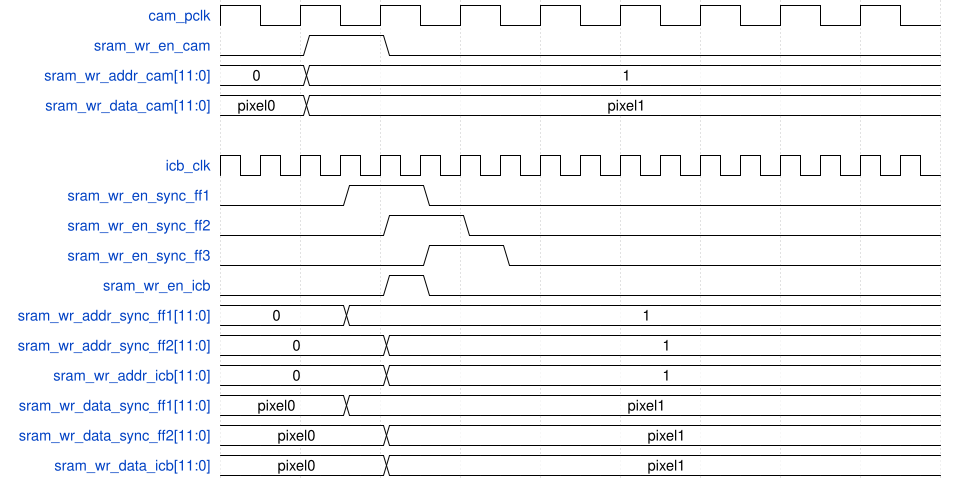 cam_pclk
sram_wr_en_cam
sram_wr_addr_cam[11:0] 0 1
sram_wr_data_cam[11:0] pixel0 pixel1
icb_clk
sram_wr_en_sync_ff1
sram_wr_en_sync_ff2
sram_wr_en_sync_ff3
sram_wr_en_icb
sram_wr_addr_sync_ff1[11:0] 0 1
sram_wr_addr_sync_ff2[11:0] 0 1
sram_wr_addr_icb[11:0] 0 1
sram_wr_data_sync_ff1[11:0] pixel0 pixel1
sram_wr_data_sync_ff2[11:0] pixel0 pixel1
sram_wr_data_icb[11:0] pixel0 pixel1